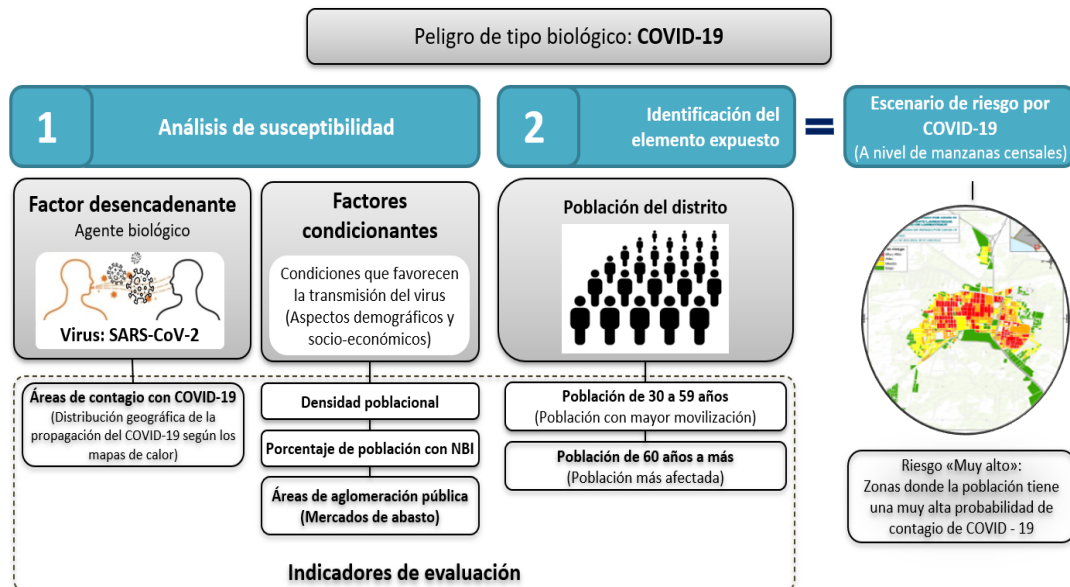 Peligro de tipo biológico: COVID-19
1
Análisis de susceptibilidad
2
Identificación del
elemento expuesto
=
Escenario de riesgo por
COVID-19
(A nivel de manzanas censales)
Factor desencadenante
Agente biológico
Virus: SARS-CoV-2
Factores
condicionantes
Condiciones que favorecen
la transmisión del virus
(Aspectos demográficos y
socio-económicos)
Población del distrito
Áreas de contagio con COVID-19
(Distribución geográfica de la
propagación del COVID-19 según los
mapas de calor)
Densidad poblacional
Porcentaje de población con NBI
Áreas de aglomeración pública
(Mercados de abasto)
Población de 30 a 59 años
(Población con mayor movilización)
Población de 60 años a más
(Población más afectada)
Riesgo «Muy alto»:
Zonas donde la población tiene
una muy alta probabilidad de
contagio de COVID - 19
Indicadores de evaluación